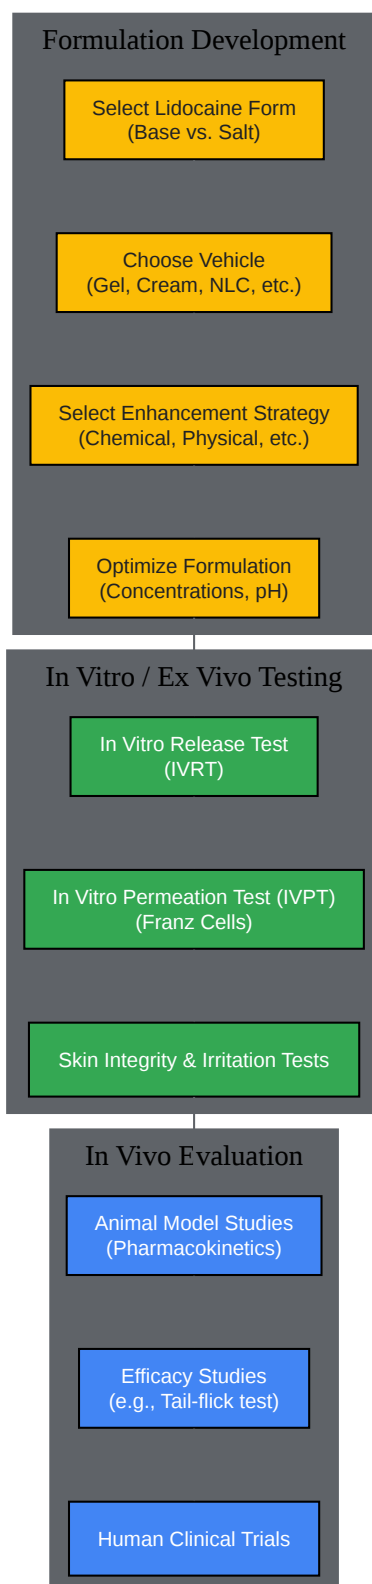 Formulation Development
Select Lidocaine Form
(Base vs. Salt)
Choose Vehicle
(Gel, Cream, NLC, etc.)
Select Enhancement Strategy
(Chemical, Physical, etc.)
Optimize Formulation
(Concentrations, pH)
In Vitro / Ex Vivo Testing
In Vitro Release Test
(IVRT)
In Vitro Permeation Test (IVPT)
(Franz Cells)
Skin Integrity & Irritation Tests
In Vivo Evaluation
Animal Model Studies
(Pharmacokinetics)
Efficacy Studies
(e.g., Tail-flick test)
Human Clinical Trials